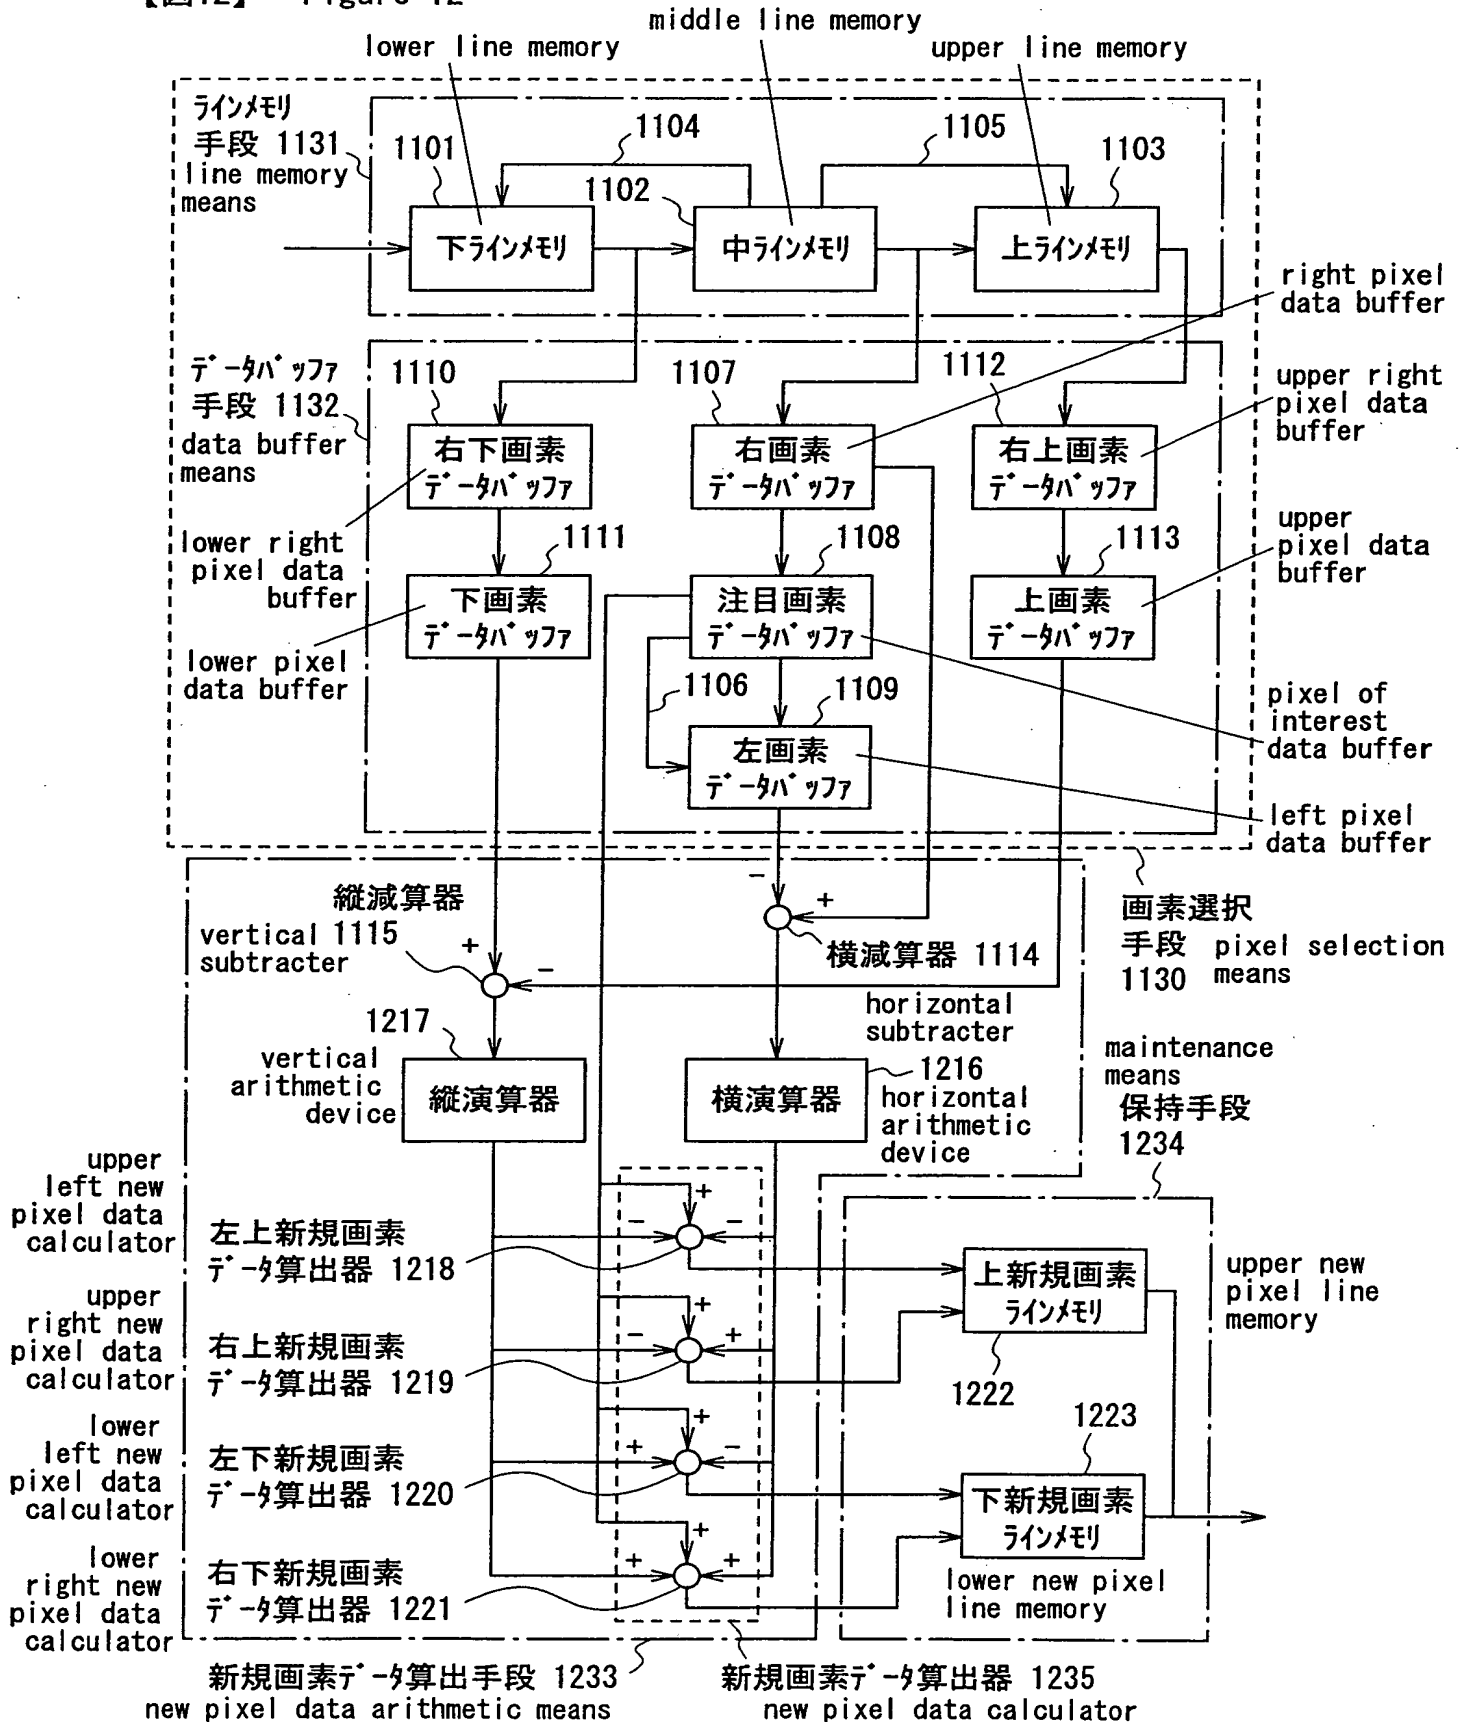 【図12】 Figure 12
middle line memory
lower line memory
upper line memory
ラインメモリ
手段 1131
line memory
means
1101
1104
1102
1105
1103
下ラインメモリ
中ラインメモリ
上ラインメモリ
right pixel
data buffer
データバッファ
手段 1132
data buffer
means
1110
1107
1112
upper right
pixel data
buffer
右下画素
データバッファ
右画素
データバッファ
右上画素
データバッファ
lower right
pixel data
buffer
1111
1108
1113
upper
pixel data
buffer
下画素
データバッファ
注目画素
データバッファ
上画素
データバッファ
lower pixel
data buffer
1106
1109
pixel of
interest
data buffer
左画素
データバッファ
left pixel
data buffer
縦減算器
1115
vertical
subtracter
+
−
−
+
横減算器 1114
horizontal
subtracter
画素選択
手段
1130
pixel selection
means
1217
vertical
arithmetic
device
縦演算器
横演算器
1216
horizontal
arithmetic
device
maintenance
means
保持手段
1234
upper
left new
pixel data
calculator
左上新規画素
データ算出器 1218
+
−
−
上新規画素
ラインメモリ
upper new
pixel line
memory
1222
upper
right new
pixel data
calculator
右上新規画素
データ算出器 1219
+
−
+
lower
left new
pixel data
calculator
左下新規画素
データ算出器 1220
+
+
−
1223
下新規画素
ラインメモリ
lower new pixel
line memory
lower
right new
pixel data
calculator
右下新規画素
データ算出器 1221
+
+
+
新規画素データ算出手段 1233
new pixel data arithmetic means
新規画素データ算出器 1235
new pixel data calculator